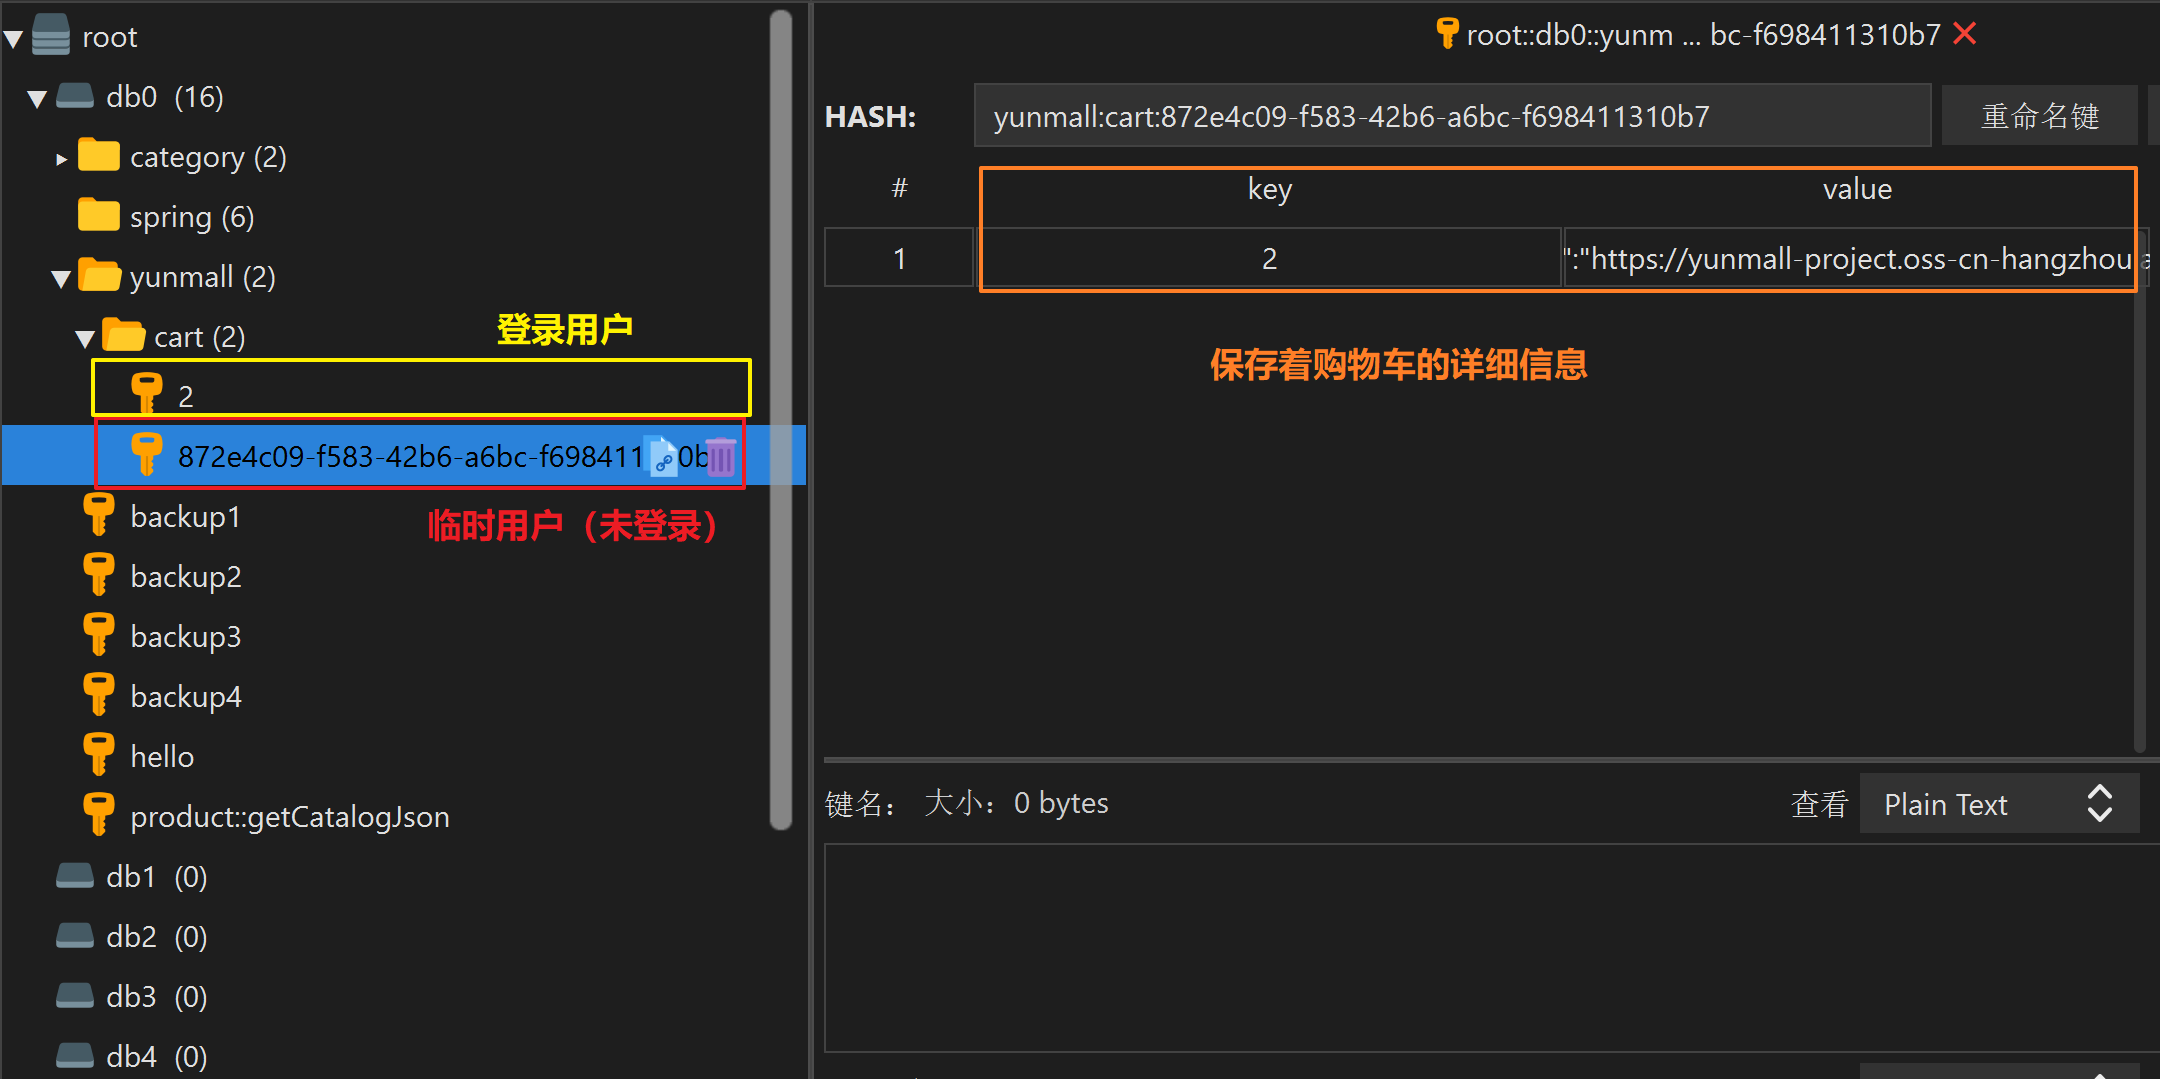 root
db0 (16)
category (2)
spring (6)
yunmall (2)
cart (2)
登录用户
2
872e4c09-f583-42b6-a6bc-f698411
0b
临时用户（未登录）
backup1
backup2
backup3
backup4
hello
product::getCatalogJson
db1 (0)
db2 (0)
db3 (0)
db4 (0)
root::db0::yunm ... bc-f698411310b7
HASH: yunmall:cart:872e4c09-f583-42b6-a6bc-f698411310b7 重命名键
# key value
1 2 ":"https://yunmall-project.oss-cn-hangzhou.a
保存着购物车的详细信息
键名： 大小：0 bytes 查看 Plain Text